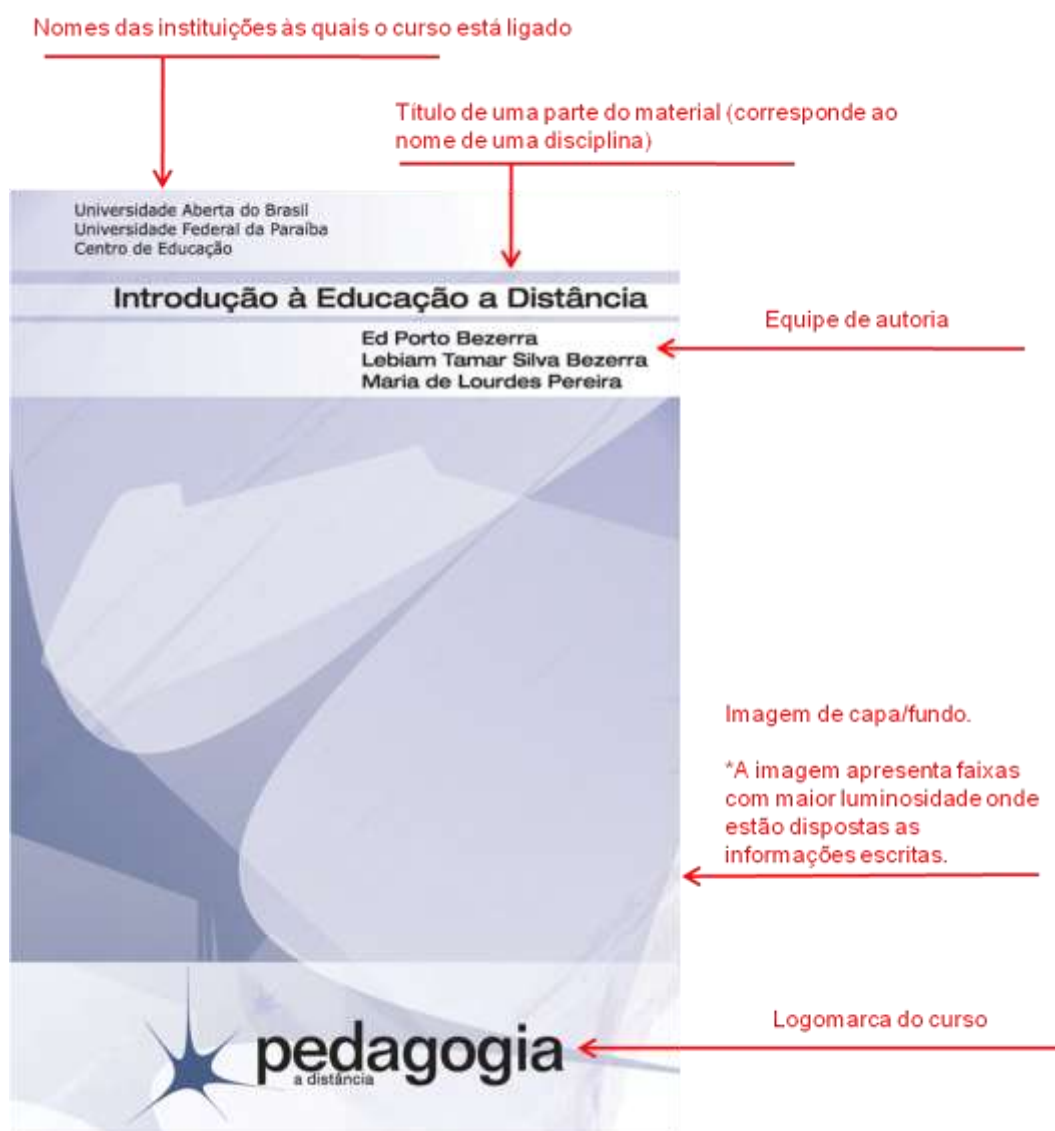 Nomes das instituições às quais o curso está ligado
Título de uma parte do material (corresponde ao
nome de uma disciplina)
Universidade Aberta do Brasil
Universidade Federal da Paraíba
Centro de Educação
Introdução à Educação a Distância
Ed Porto Bezerra
Lebiam Tamar Silva Bezerra
Maria de Lourdes Pereira
Equipe de autoria
Imagem de capa/fundo.
*A imagem apresenta faixas
com maior luminosidade onde
estão dispostas as
informações escritas.
Logomarca do curso
pedagogia
a distância